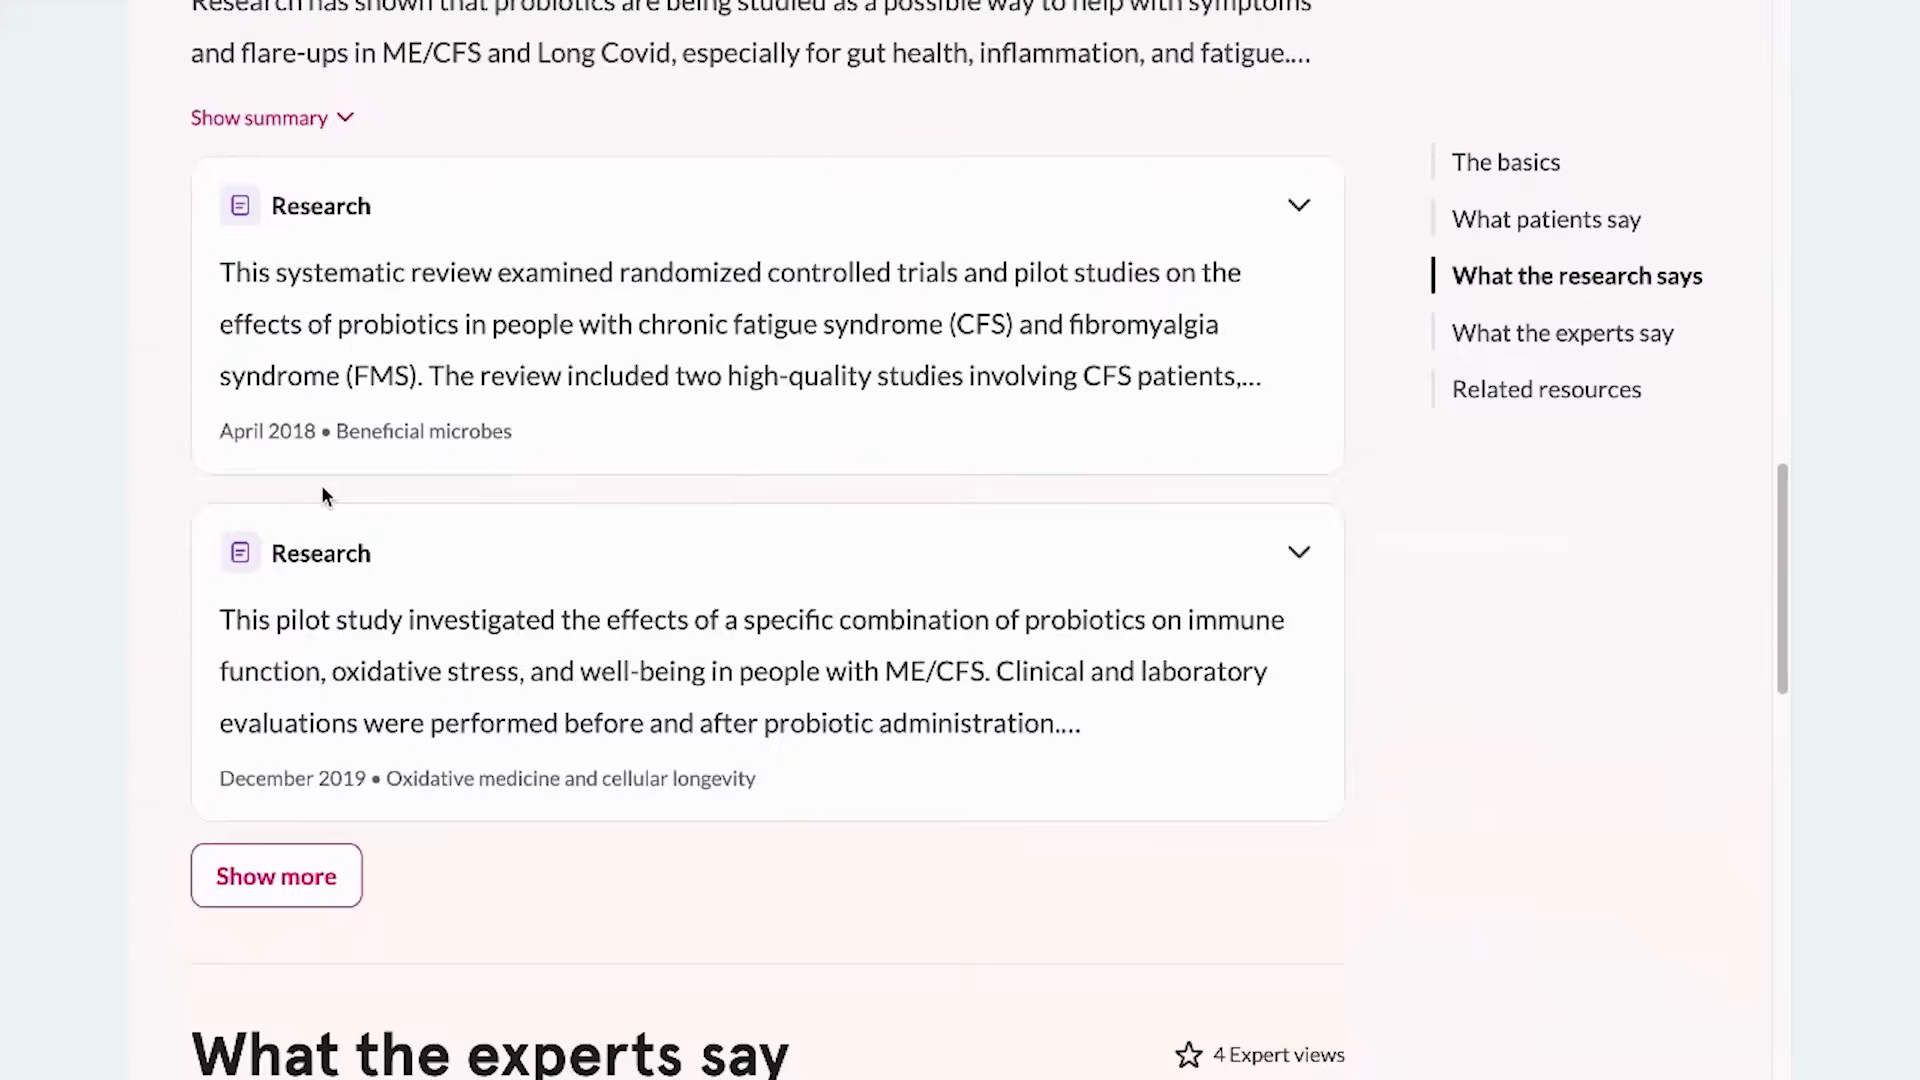 Research has shown that probiotics are being studied as a possible way to help with symptoms
and flare-ups in ME/CFS and Long Covid, especially for gut health, inflammation, and fatigue....
Show summary
Research
This systematic review examined randomized controlled trials and pilot studies on the
effects of probiotics in people with chronic fatigue syndrome (CFS) and fibromyalgia
syndrome (FMS). The review included two high-quality studies involving CFS patients,...
April 2018 • Beneficial microbes
Research
This pilot study investigated the effects of a specific combination of probiotics on immune
function, oxidative stress, and well-being in people with ME/CFS. Clinical and laboratory
evaluations were performed before and after probiotic administration....
December 2019 • Oxidative medicine and cellular longevity
Show more
What the experts say
4 Expert views
The basics
What patients say
What the research says
What the experts say
Related resources